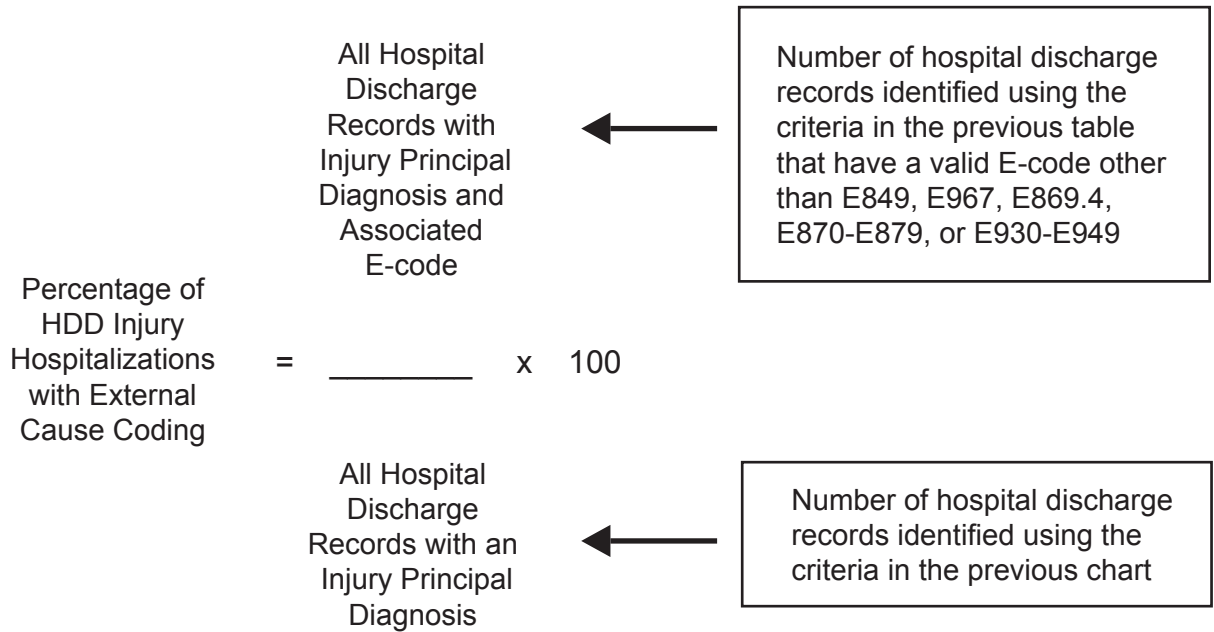 All Hospital
Discharge
Records with
Injury Principal
Diagnosis and
Associated
E-code
Number of hospital discharge
records identified using the
criteria in the previous table
that have a valid E-code other
than E849, E967, E869.4,
E870-E879, or E930-E949
Percentage of
HDD Injury
Hospitalizations
with External
Cause Coding
= ________ x 100
All Hospital
Discharge
Records with an
Injury Principal
Diagnosis
Number of hospital discharge
records identified using the
criteria in the previous chart